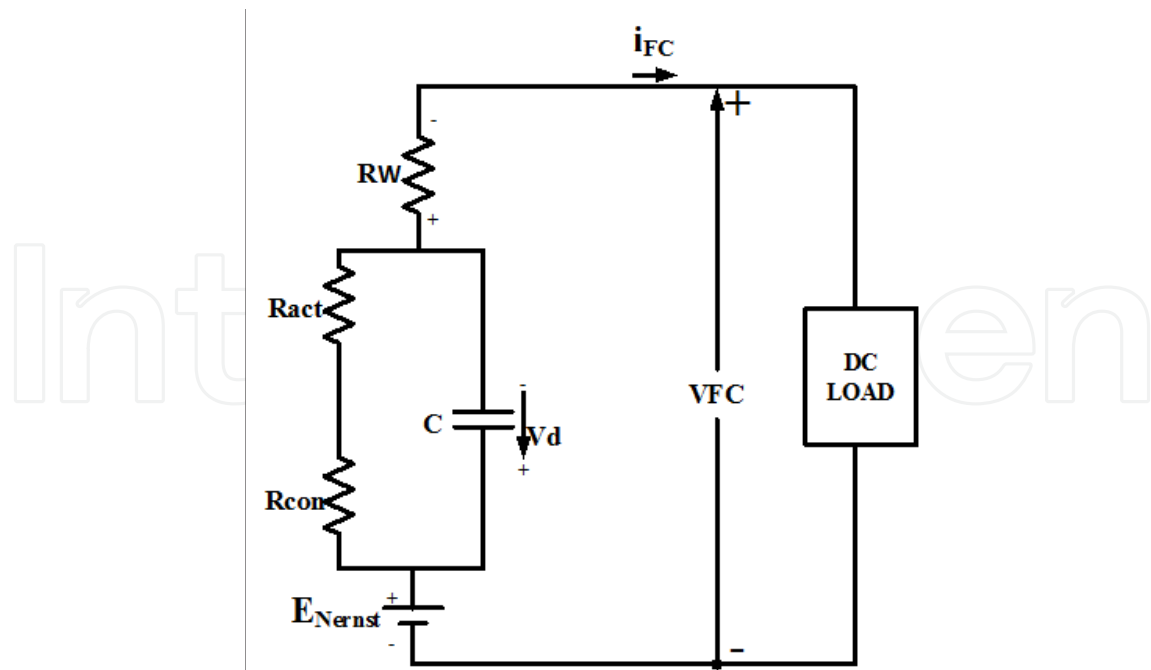 iFC
-
+
RW
+
Ract
DC
LOAD
-
VFC
C
Vd
+
Rcon
+
ENernst
-
-